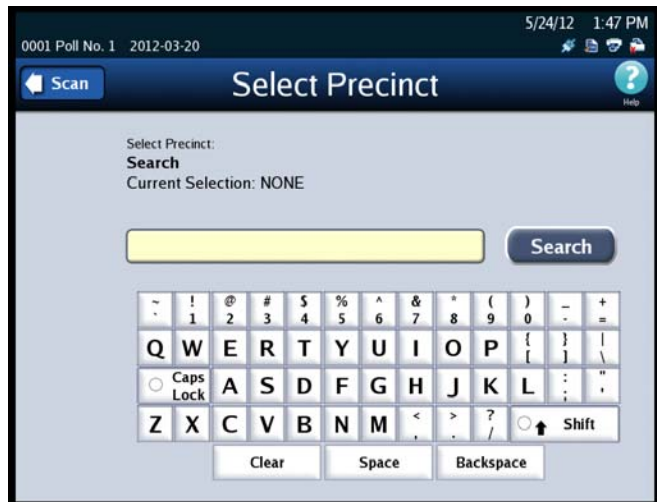 5/24/12 1:47 PM
0001 Poll No. 1 2012-03-20
Scan Select Precinct ?
Help
Select Precinct:
Search
Current Selection: NONE
Search
~ ! @ # $ % ^ & * ( ) _ +
` 1 2 3 4 5 6 7 8 9 0 - =
Q W E R T Y U I O P { } |
[ ] \
Caps Lock A S D F G H J K L : "
; '
Z X C V B N M < > ? Shift
, . /
Clear Space Backspace